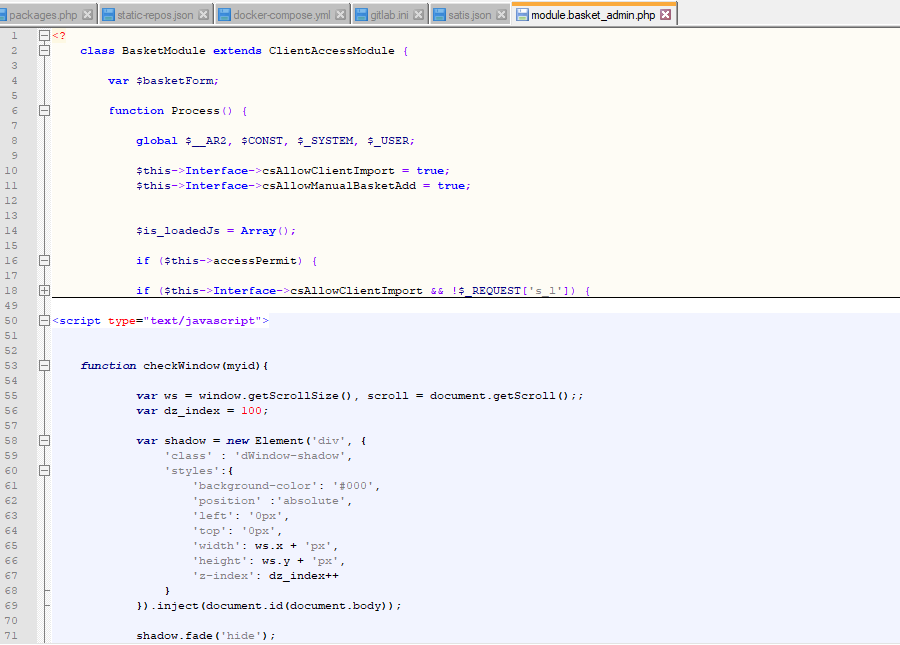 packages.php static-repos.json docker-compose.yml gitlab.ini satis.json module.basket_admin.php
1 <?
2 class BasketModule extends ClientAccessModule {
3
4 var $basketForm;
5
6 function Process() {
7
8 global $__AR2, $CONST, $_SYSTEM, $_USER;
9
10 $this->Interface->csAllowClientImport = true;
11 $this->Interface->csAllowManualBasketAdd = true;
12
13
14 $is_loadedJs = Array();
15
16 if ($this->accessPermit) {
17
18 if ($this->Interface->csAllowClientImport && !$_REQUEST['s_l']) {
49
50 <script type="text/javascript">
51
52
53 function checkWindow(myid){
54
55 var ws = window.getScrollSize(), scroll = document.getScroll();;
56 var dz_index = 100;
57
58 var shadow = new Element('div', {
59 'class' : 'dWindow-shadow',
60 'styles':{
61 'background-color': '#000',
62 'position' :'absolute',
63 'left': '0px',
64 'top': '0px',
65 'width': ws.x + 'px',
66 'height': ws.y + 'px',
67 'z-index': dz_index++
68 }
69 }).inject(document.id(document.body));
70
71 shadow.fade('hide');